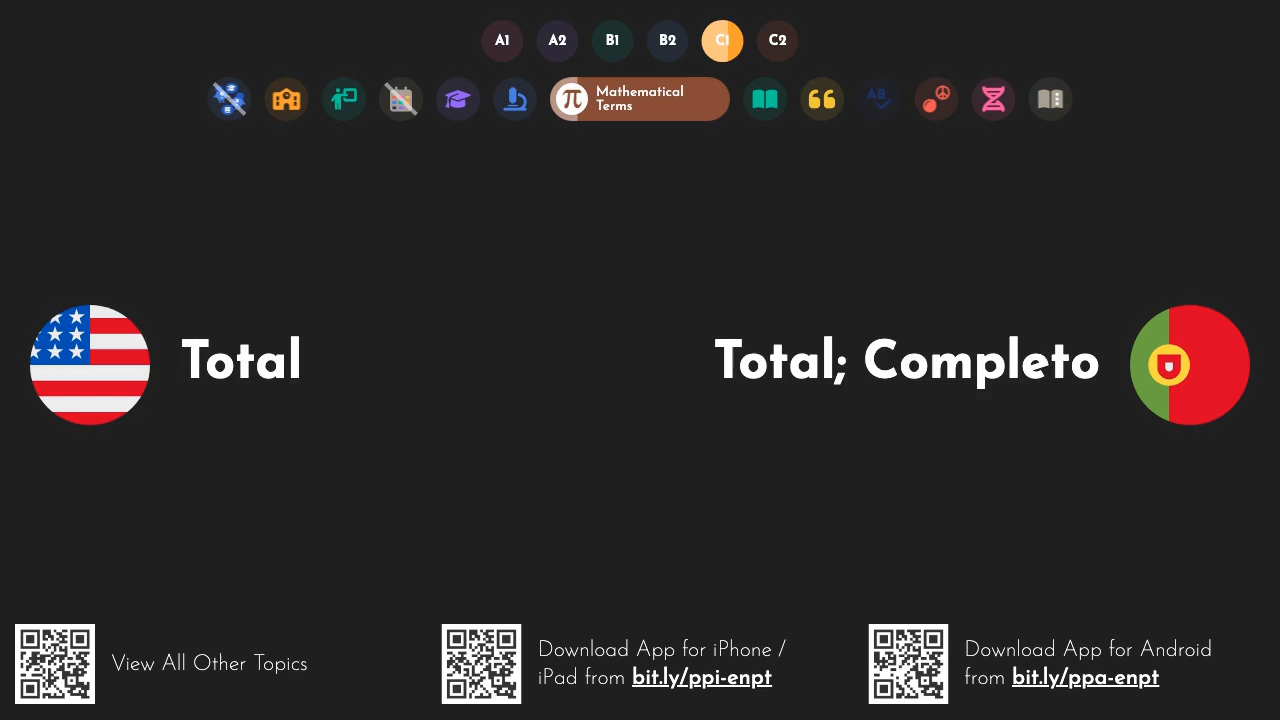 A1 A2 B1 B2 C1 C2
Mathematical
Terms
Total
Total; Completo
View All Other Topics
Download App for iPhone /
iPad from bit.ly/ppi-enpt
Download App for Android
from bit.ly/ppa-enpt